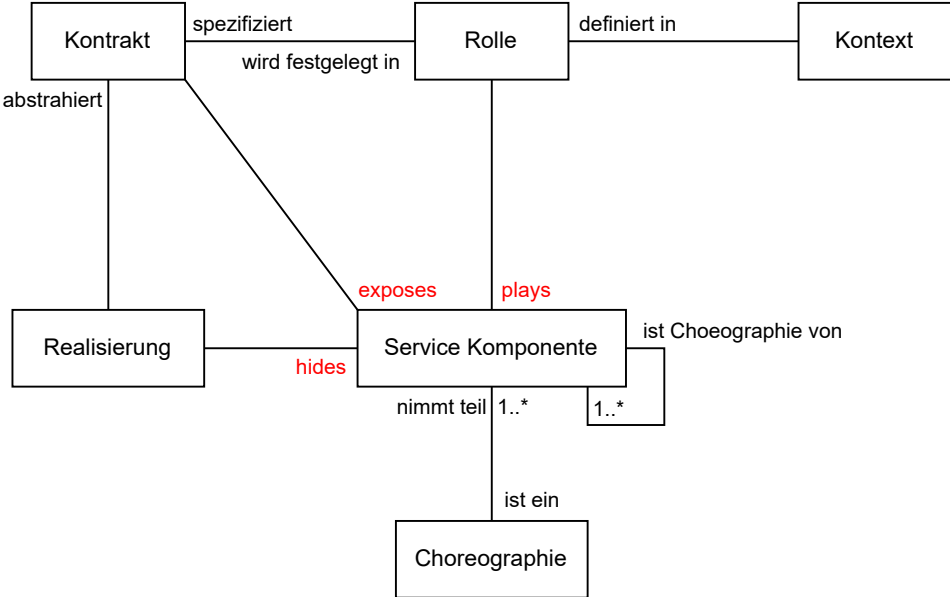 Kontrakt
spezifiziert
wird festgelegt in
Rolle
definiert in
Kontext
abstrahiert
exposes
plays
Realisierung
hides
Service Komponente
ist Choeographie von
1..*
nimmt teil
1..*
ist ein
Choreographie